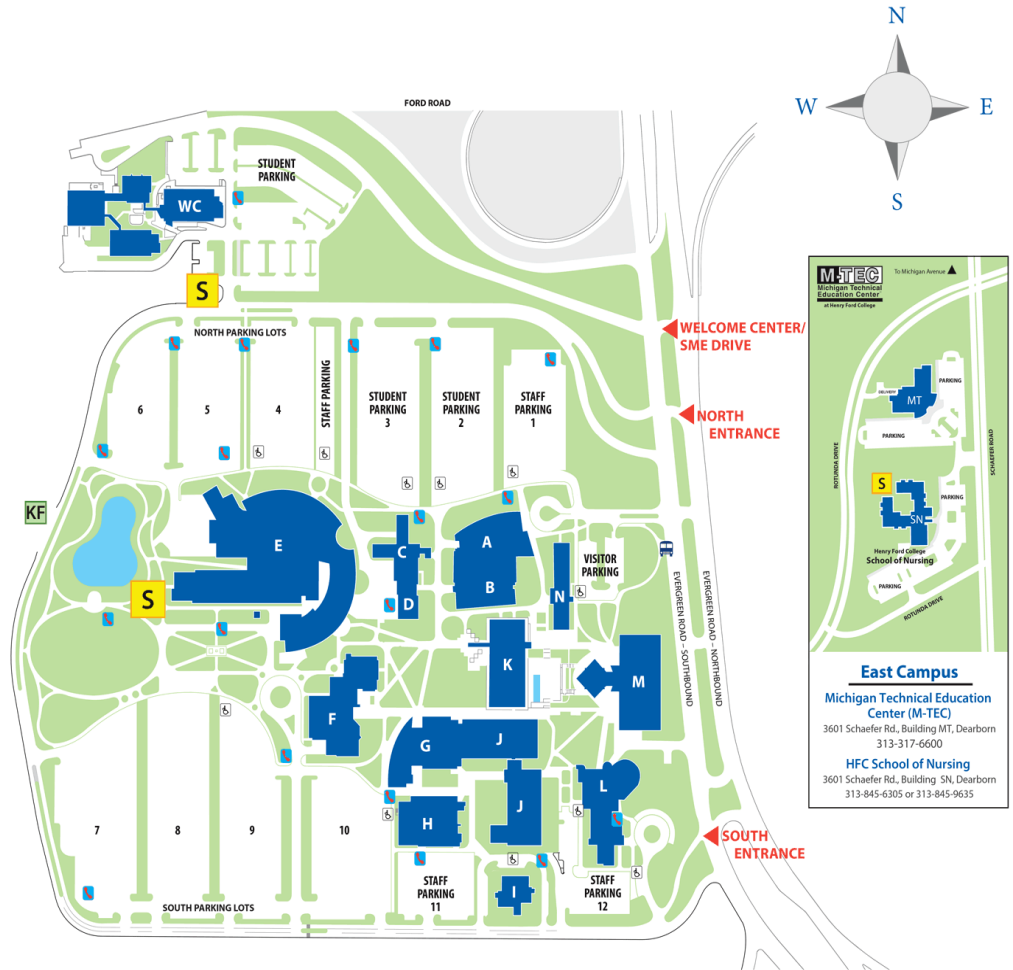 N
W
E
S
FORD ROAD
STUDENT
PARKING
WC
S
NORTH PARKING LOTS
WELCOME CENTER/
SME DRIVE
6
5
4
STAFF PARKING
STUDENT
PARKING
3
STUDENT
PARKING
2
STAFF
PARKING
1
NORTH
ENTRANCE
KF
E
C
D
A
B
N
VISITOR
PARKING
S
K
M
EVERGREEN ROAD – SOUTHBOUND
EVERGREEN ROAD - NORTHBOUND
F
G
J
J
L
H
7
8
9
10
SOUTH
ENTRANCE
STAFF
PARKING
11
I
STAFF
PARKING
12
SOUTH PARKING LOTS
M-TEC
Michigan Technical
Education Center
at Henry Ford College
To Michigan Avenue
PARKING
DELIVERY
MT
PARKING
ROTUNDA DRIVE
SCHAEFER ROAD
S
PARKING
SN
Henry Ford College
School of Nursing
PARKING
ROTUNDA DRIVE
East Campus
Michigan Technical Education
Center (M-TEC)
3601 Schaefer Rd., Building MT, Dearborn
313-317-6600
HFC School of Nursing
3601 Schaefer Rd., Building SN, Dearborn
313-845-6305 or 313-845-9635